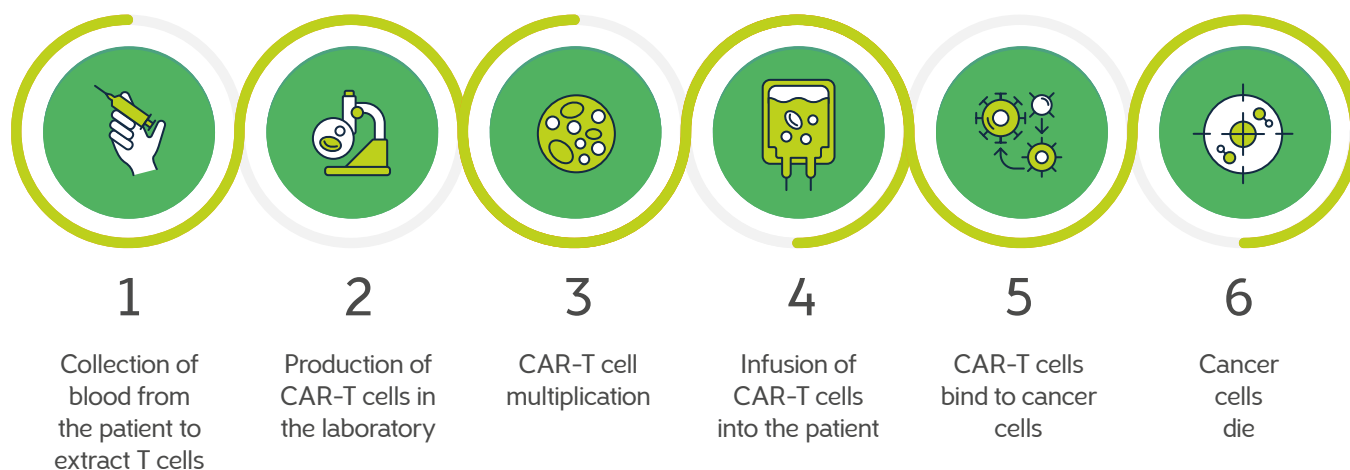 1
Collection of
blood from
the patient to
extract T cells
2
Production of
CAR-T cells in
the laboratory
3
CAR-T cell
multiplication
4
Infusion of
CAR-T cells
into the patient
5
CAR-T cells
bind to cancer
cells
6
Cancer
cells
die